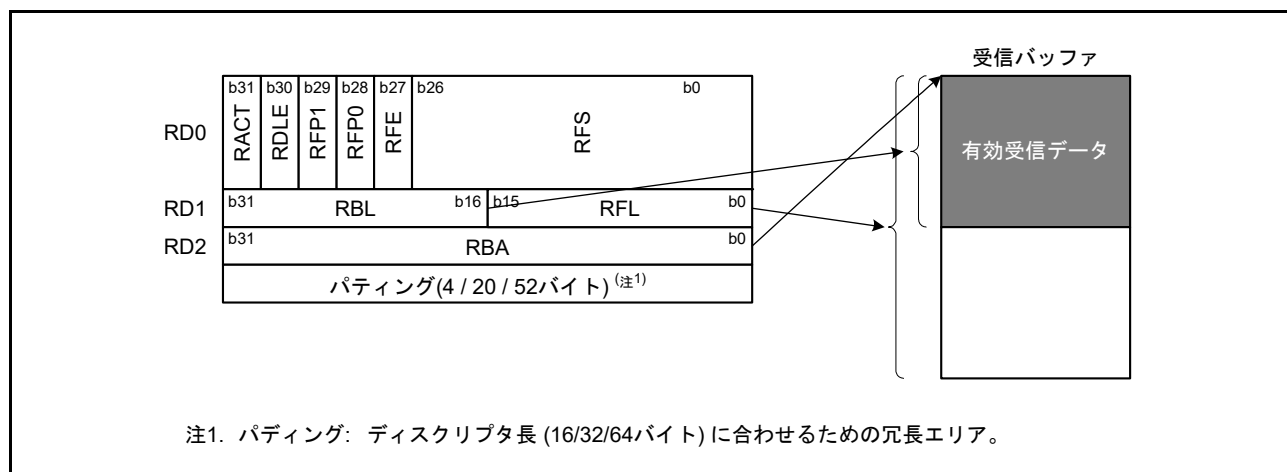 受信バッファ
b31 b30 b29 b28 b27 b26 b0
RD0 RACT RDLE RFP1 RFP0 RFE RFS
有効受信データ
RD1 b31 RBL b16 b15 RFL b0
RD2 b31 RBA b0
パティング(4 / 20 / 52バイト) (注1)
注1. パディング: ディスクリプタ長 (16/32/64バイト) に合わせるための冗長エリア。